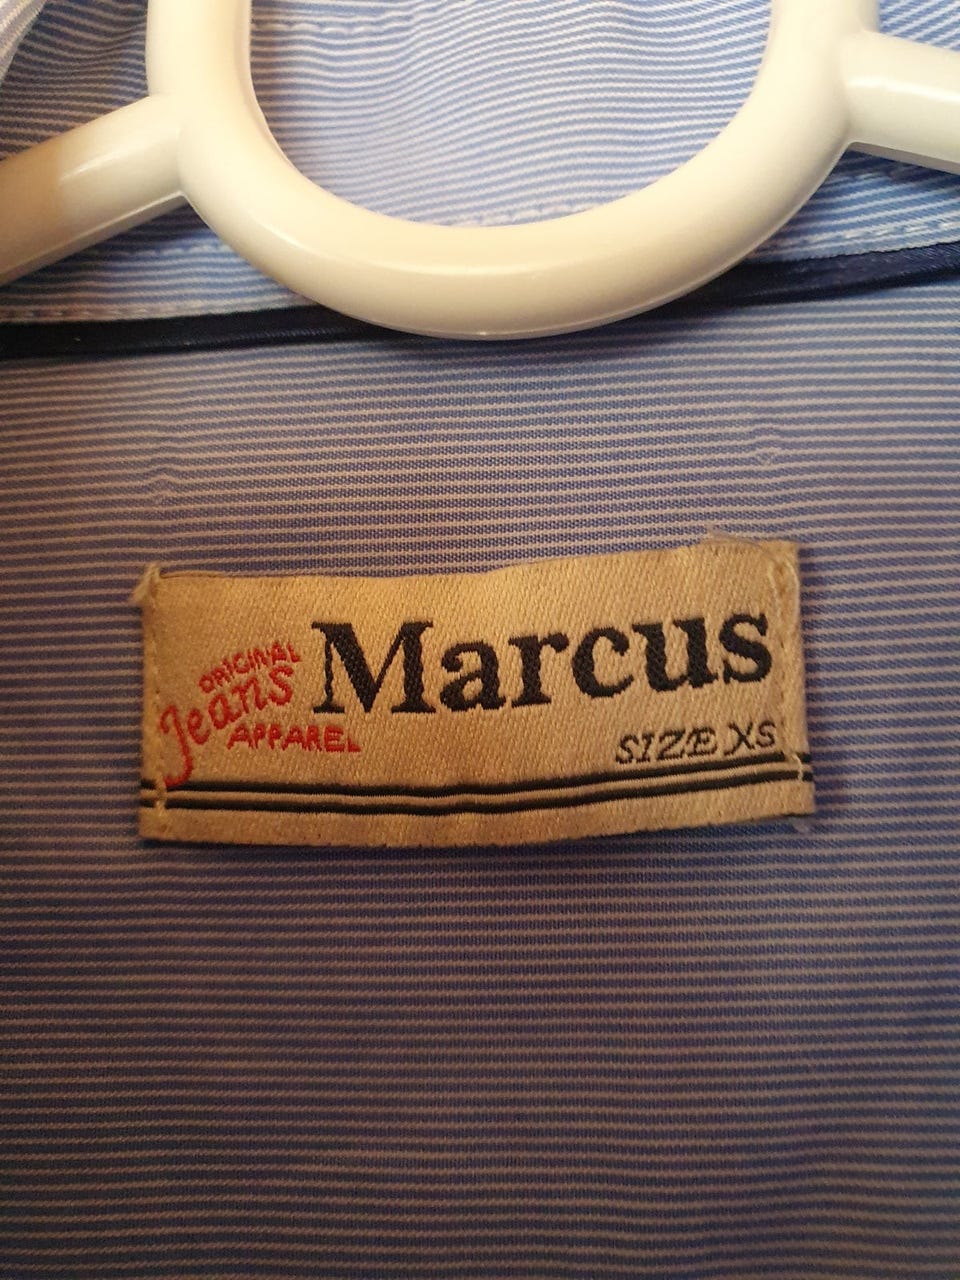 ORIGINAL
Jeans
APPAREL
Marcus
SIZE XS